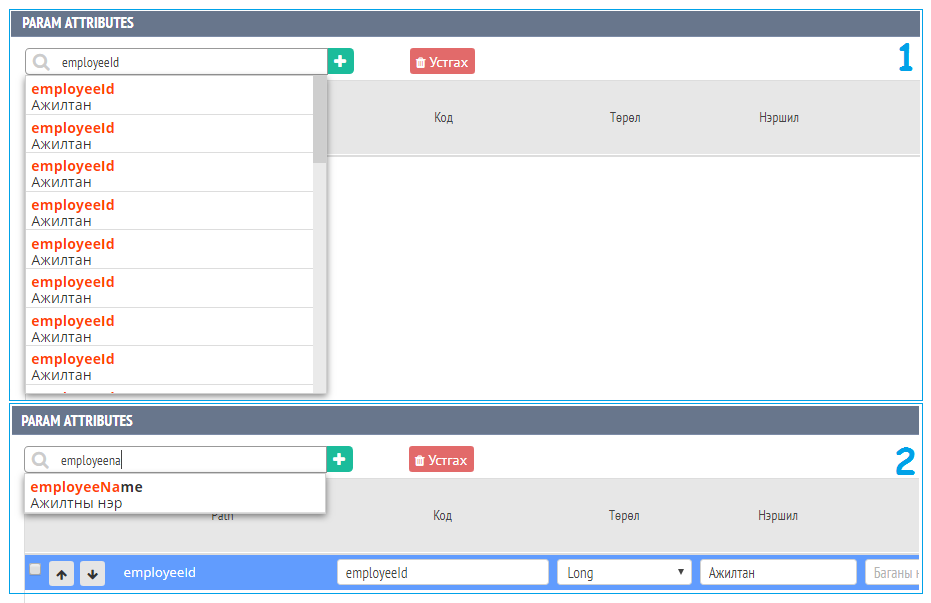 PARAM ATTRIBUTES
employeeId
Устгах
1
employeeId
Ажилтан
employeeId
Ажилтан
employeeId
Ажилтан
employeeId
Ажилтан
employeeId
Ажилтан
employeeId
Ажилтан
employeeId
Ажилтан
employeeId
Ажилтан
Код
Төрөл
Нэршил
PARAM ATTRIBUTES
employeena
Устгах
2
employeeName
Ажилтны нэр
Path
Код
Төрөл
Нэршил
employeeId
employeeId
Long
Ажилтан
Баганы